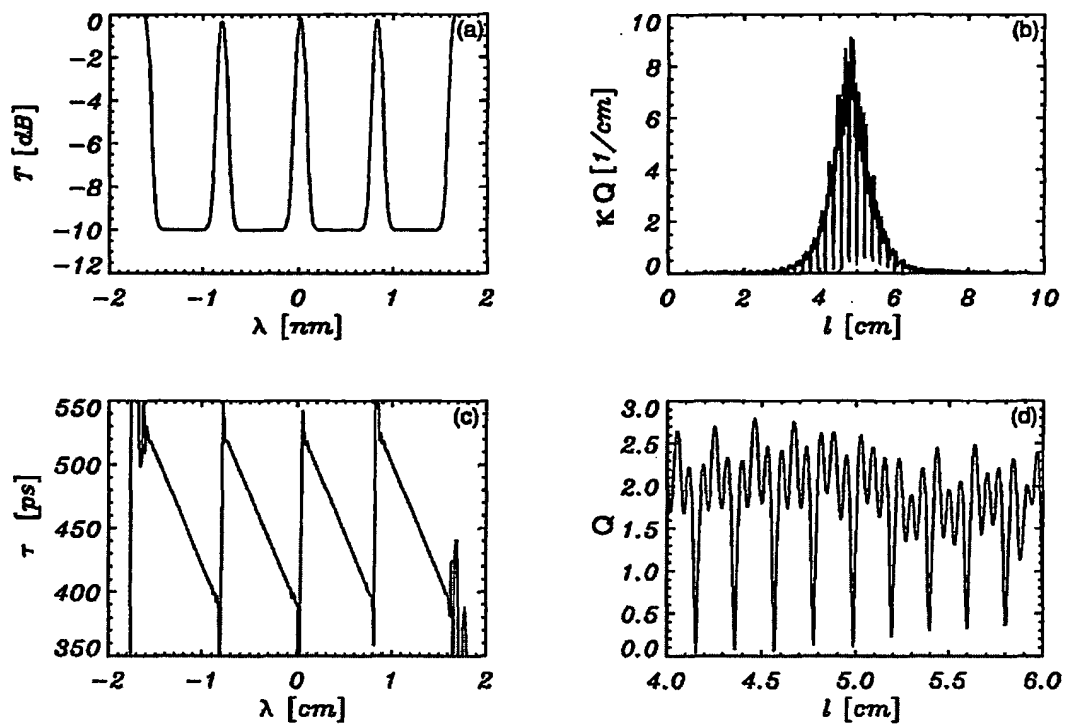 0
−2
−4
−6
−8
−10
−12
T [dB]
(a)
−2 −1 0 1 2
λ [nm]
10
8
6
4
2
0
κ Q [1/cm]
(b)
0 2 4 6 8 10
l [cm]
550
500
450
400
350
τ [ps]
(c)
−2 −1 0 1 2
λ [cm]
3.0
2.5
2.0
1.5
1.0
0.5
0.0
Q
(d)
4.0 4.5 5.0 5.5 6.0
l [cm]